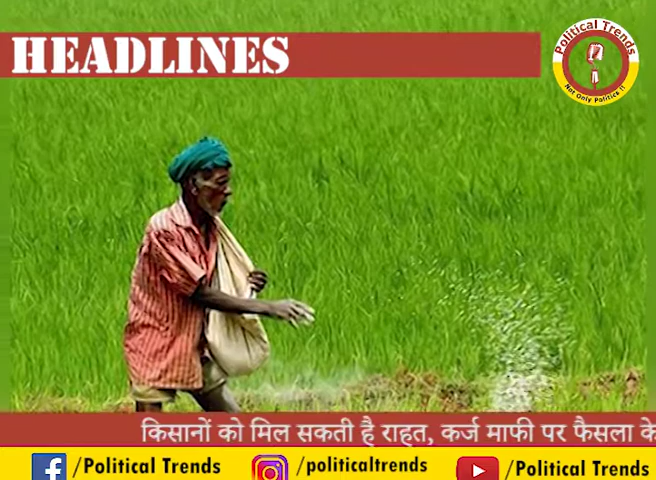 HEADLINES
Political Trends
Not Only Politics !!
किसानों को मिल सकती है राहत, कर्ज माफी पर फैसला के
/Political Trends
/politicaltrends
/Political Trends